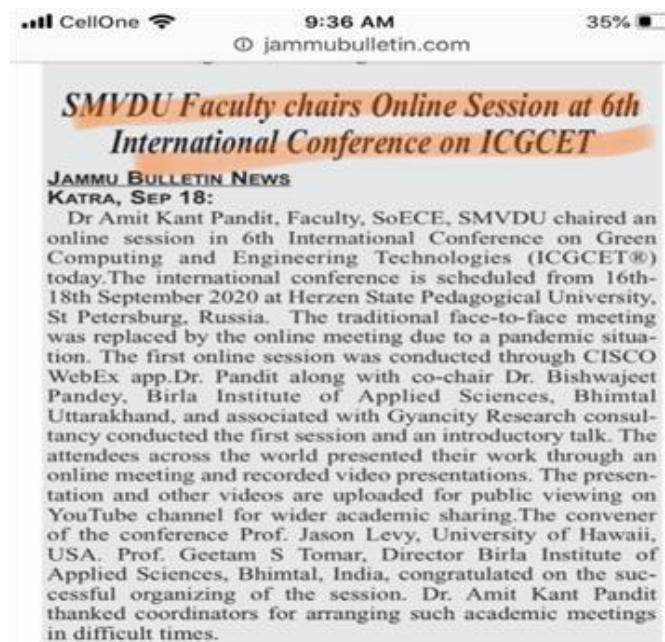 CellOne 9:36 AM 35%
jammubulletin.com
SMVDU Faculty chairs Online Session at 6th
International Conference on ICGCET
JAMMU BULLETIN NEWS
KATRA, SEP 18:
Dr Amit Kant Pandit, Faculty, SoECE, SMVDU chaired an
online session in 6th International Conference on Green
Computing and Engineering Technologies (ICGCET®)
today.The international conference is scheduled from 16th-
18th September 2020 at Herzen State Pedagogical University,
St Petersburg, Russia. The traditional face-to-face meeting
was replaced by the online meeting due to a pandemic situa-
tion. The first online session was conducted through CISCO
WebEx app.Dr. Pandit along with co-chair Dr. Bishwajeet
Pandey, Birla Institute of Applied Sciences, Bhimtal
Uttarakhand, and associated with Gyancity Research consul-
tancy conducted the first session and an introductory talk. The
attendees across the world presented their work through an
online meeting and recorded video presentations. The presen-
tation and other videos are uploaded for public viewing on
YouTube channel for wider academic sharing.The convener
of the conference Prof. Jason Levy, University of Hawaii,
USA. Prof. Geetam S Tomar, Director Birla Institute of
Applied Sciences, Bhimtal, India, congratulated on the suc-
cessful organizing of the session. Dr. Amit Kant Pandit
thanked coordinators for arranging such academic meetings
in difficult times.